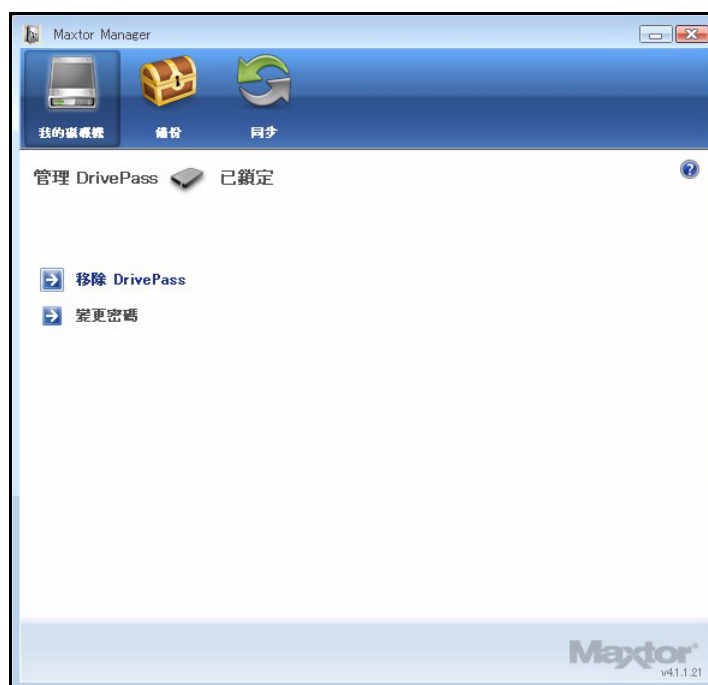 Maxtor Manager
我的磁碟機 備份 同步
管理 DrivePass 已鎖定
移除 DrivePass
變更密碼
Maxtor
v4.1.1.21